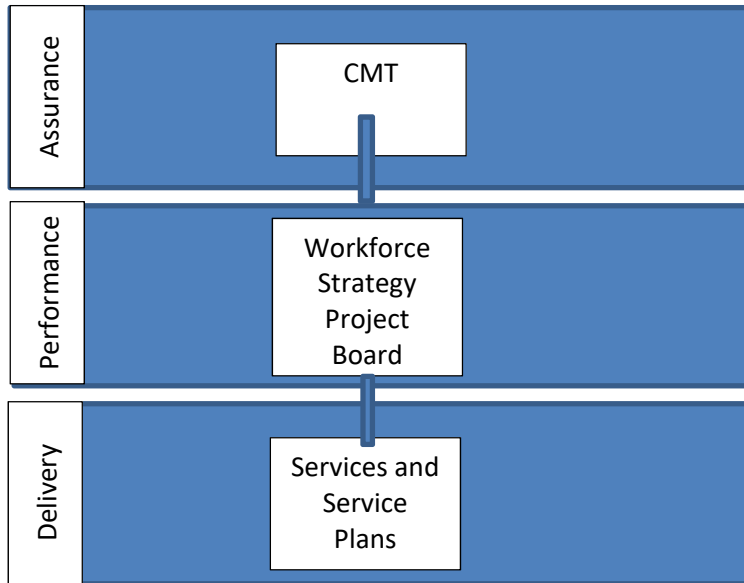 Assurance
CMT
Performance
Workforce
Strategy
Project
Board
Delivery
Services and
Service
Plans